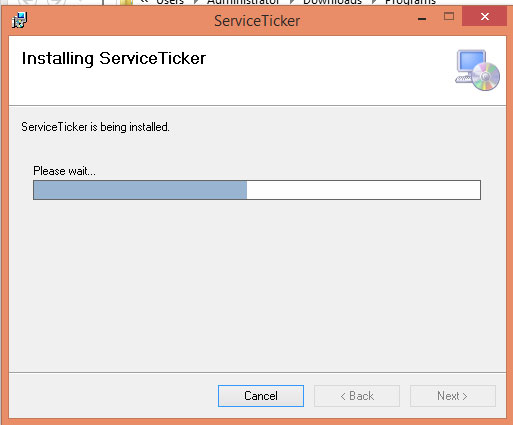 « Users Administrator Downloads Programs
ServiceTicker
Installing ServiceTicker
ServiceTicker is being installed.
Please wait...
Cancel
< Back
Next >